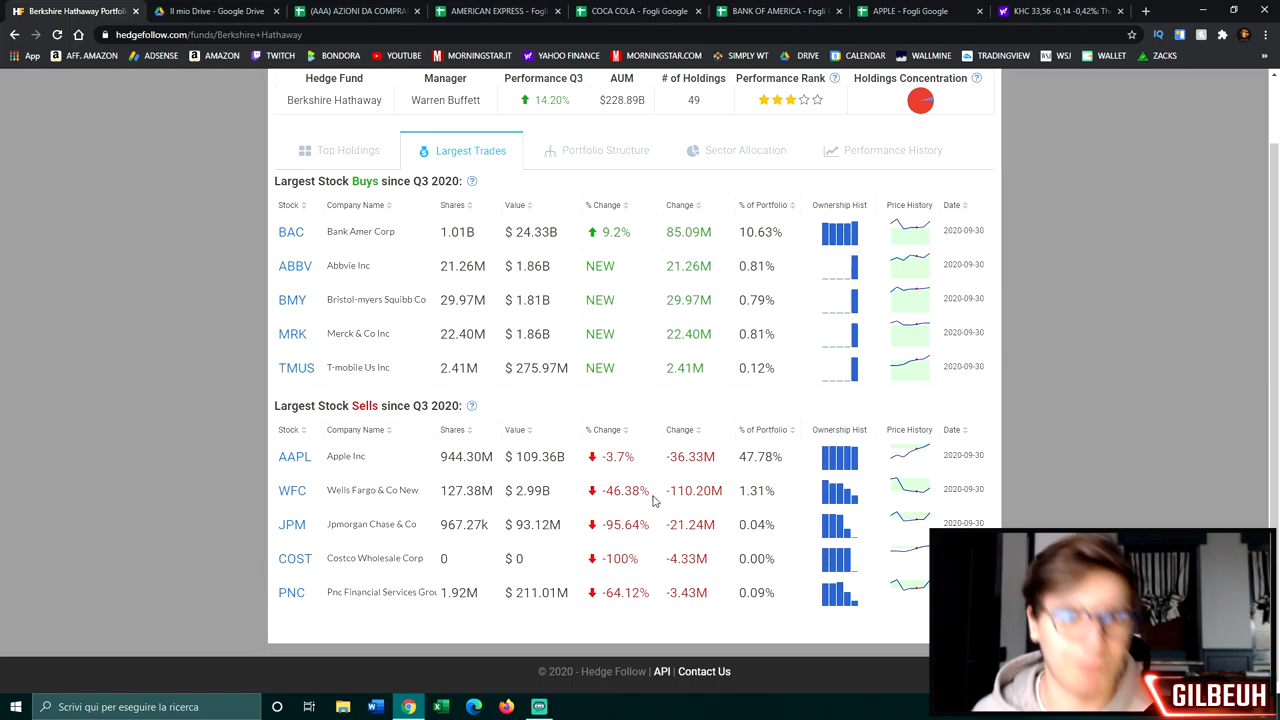 Berkshire Hathaway Portfolio
Il mio Drive - Google Drive
(AAA) AZIONI DA COMPRA
AMERICAN EXPRESS - Fogli
COCA COLA - Fogli Google
BANK OF AMERICA - Fogli
APPLE - Fogli Google
KHC 33,56 -0,14 -0,42%: The
hedgefollow.com/funds/Berkshire+Hathaway
AFF. AMAZON
ADSENSE
AMAZON
BONDORA
YOUTUBE
MORNINGSTAR.IT
YAHOO FINANCE
MORNINGSTAR.COM
SIMPLY WT
DRIVE
CALENDAR
WALLMINE
TRADINGVIEW
WSJ
WALLET
ZACKS
Hedge Fund Manager Performance Q3 AUM # of Holdings Performance Rank Holdings Concentration
Berkshire Hathaway Warren Buffett 14.20% $228.89B 49
Top Holdings Largest Trades Portfolio Structure Sector Allocation Performance History
Largest Stock Buys since Q3 2020:
Stock Company Name Shares Value % Change Change % of Portfolio Ownership Hist Price History Date
BAC Bank Amer Corp 1.01B $ 24.33B 9.2% 85.09M 10.63% 2020-09-30
ABBV Abbvie Inc 21.26M $ 1.86B NEW 21.26M 0.81% 2020-09-30
BMY Bristol-myers Squibb Co 29.97M $ 1.81B NEW 29.97M 0.79% 2020-09-30
MRK Merck & Co Inc 22.40M $ 1.86B NEW 22.40M 0.81% 2020-09-30
TMUS T-mobile Us Inc 2.41M $ 275.97M NEW 2.41M 0.12% 2020-09-30
Largest Stock Sells since Q3 2020:
Stock Company Name Shares Value % Change Change % of Portfolio Ownership Hist Price History Date
AAPL Apple Inc 944.30M $ 109.36B -3.7% -36.33M 47.78% 2020-09-30
WFC Wells Fargo & Co New 127.38M $ 2.99B -46.38% -110.20M 1.31% 2020-09-30
JPM Jpmorgan Chase & Co 967.27k $ 93.12M -95.64% -21.24M 0.04% 2020-09-30
COST Costco Wholesale Corp 0 $ 0 -100% -4.33M 0.00%
PNC Pnc Financial Services Grou 1.92M $ 211.01M -64.12% -3.43M 0.09%
© 2020 - Hedge Follow | API | Contact Us
GILBEUH
Scrivi qui per eseguire la ricerca